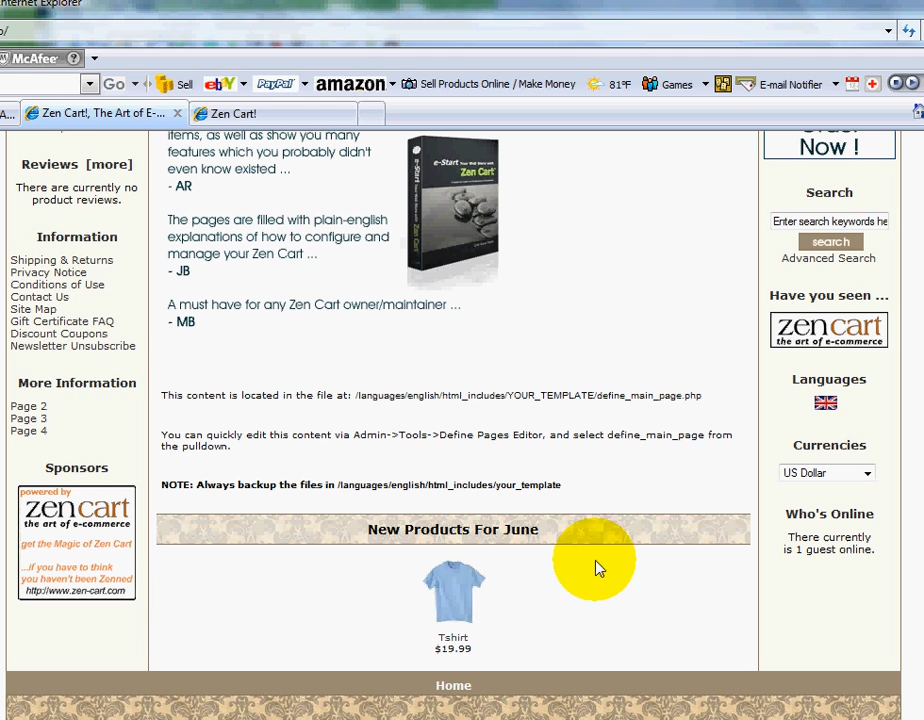 nternet Explorer
o/
McAfee ?
Go Sell ebY PayPal amazon Sell Products Online / Make Money 81°F Games E-mail Notifier
A... Zen Cart!, The Art of E-... X Zen Cart!
Reviews [more]
There are currently no
product reviews.
Information
Shipping & Returns
Privacy Notice
Conditions of Use
Contact Us
Site Map
Gift Certificate FAQ
Discount Coupons
Newsletter Unsubscribe
More Information
Page 2
Page 3
Page 4
Sponsors
powered by
zencart
the art of e-commerce
get the Magic of Zen Cart
...if you have to think
you haven't been Zenned
http://www.zen-cart.com
items, as well as show you many
features which you probably didn't
even know existed ...
- AR
The pages are filled with plain-english
explanations of how to configure and
manage your Zen Cart ...
- JB
A must have for any Zen Cart owner/maintainer ...
- MB
e-Start Your Web Store with
Zen Cart
This content is located in the file at: /languages/english/html_includes/YOUR_TEMPLATE/define_main_page.php
You can quickly edit this content via Admin->Tools->Define Pages Editor, and select define_main_page from
the pulldown.
NOTE: Always backup the files in /languages/english/html_includes/your_template
New Products For June
Tshirt
$19.99
Home
Now !
Search
Enter search keywords he
search
Advanced Search
Have you seen ...
zencart
the art of e-commerce
Languages
Currencies
US Dollar
Who's Online
There currently
is 1 guest online.